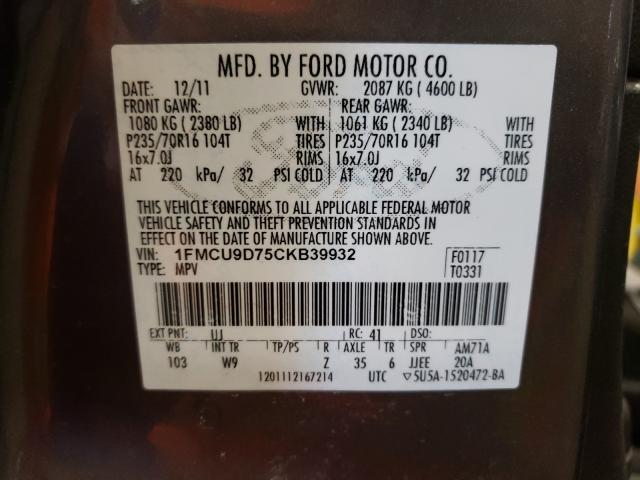 MFD. BY FORD MOTOR CO.
DATE: 12/11 GVWR: 2087 KG ( 4600 LB)
FRONT GAWR: REAR GAWR:
1080 KG ( 2380 LB) WITH 1061 KG ( 2340 LB) WITH
P235/70R16 104T TIRES P235/70R16 104T TIRES
16x7.0J RIMS 16x7.0J RIMS
AT 220 kPa/ 32 PSI COLD AT 220 kPa/ 32 PSI COLD
THIS VEHICLE CONFORMS TO ALL APPLICABLE FEDERAL MOTOR
VEHICLE SAFETY AND THEFT PREVENTION STANDARDS IN
EFFECT ON THE DATE OF MANUFACTURE SHOWN ABOVE.
VIN: 1FMCU9D75CKB39932 F0117
TYPE: MPV T0331
EXT PNT: UJ RC: 41 DSO:
WB INT TR TP/PS R AXLE TR SPR AM71A
103 W9 Z 35 6 JJEE 20A
1201112167214 UTC ▽5U5A-1520472-BA